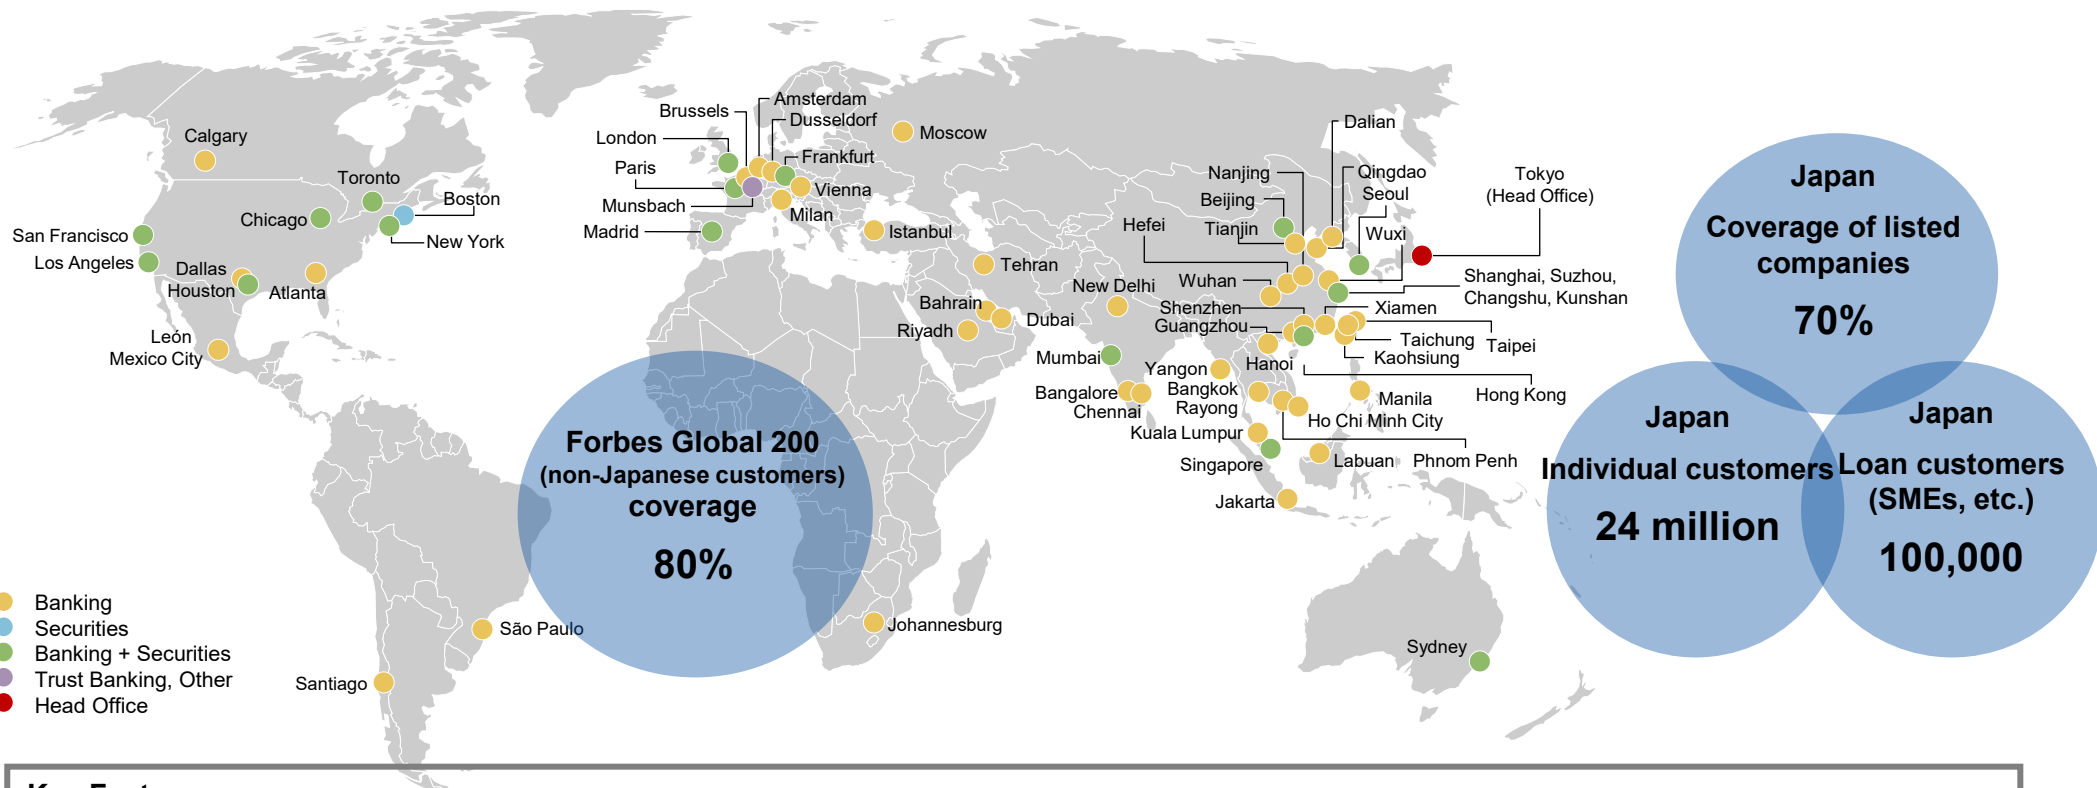 Calgary
Toronto
Boston
Chicago
New York
San Francisco
Los Angeles
Dallas
Houston
Atlanta
León
Mexico City
São Paulo
Santiago
Brussels
Amsterdam
Dusseldorf
London
Paris
Frankfurt
Vienna
Munsbach
Milan
Madrid
Moscow
Istanbul
Tehran
Bahrain
Dubai
Riyadh
Johannesburg
New Delhi
Mumbai
Bangalore
Chennai
Dalian
Nanjing
Qingdao
Beijing
Seoul
Hefei
Tianjin
Wuxi
Tokyo
(Head Office)
Wuhan
Shanghai, Suzhou,
Changshu, Kunshan
Shenzhen
Xiamen
Guangzhou
Taichung
Taipei
Kaohsiung
Hanoi
Hong Kong
Yangon
Bangkok
Rayong
Manila
Ho Chi Minh City
Kuala Lumpur
Singapore
Labuan
Phnom Penh
Jakarta
Sydney
Forbes Global 200
(non-Japanese customers)
coverage
80%
Japan
Coverage of listed
companies
70%
Japan
Individual customers
24 million
Japan
Loan customers
(SMEs, etc.)
100,000
Banking
Securities
Banking + Securities
Trust Banking, Other
Head Office